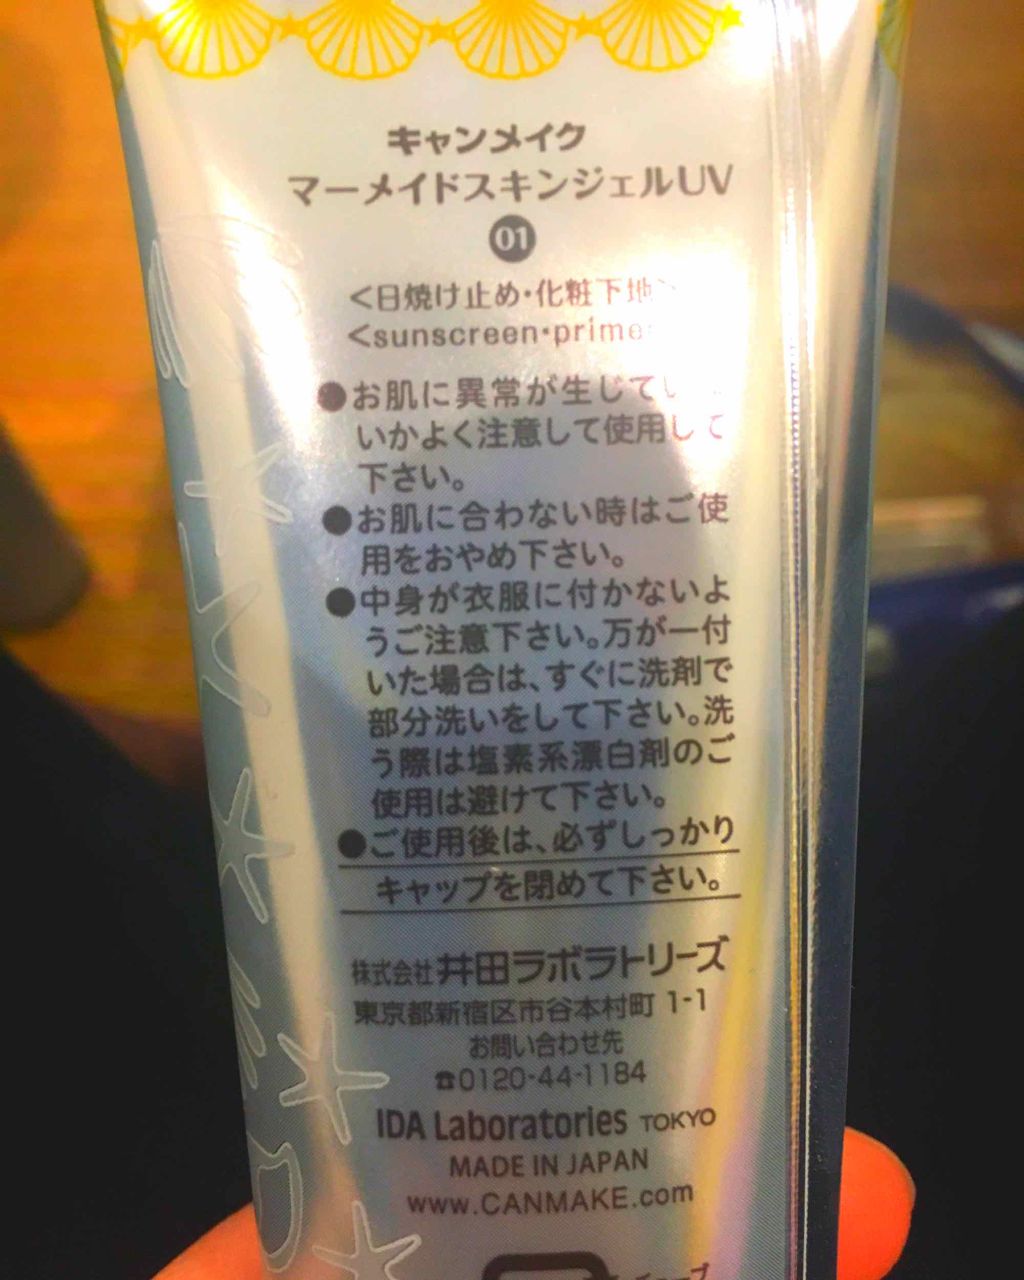 キャンメイク
マーメイドスキンジェルUV
01
<日焼け止め・化粧下地>
<sunscreen・prime
●お肌に異常が生じて
いかよく注意して使用して
下さい。
●お肌に合わない時はご使
用をおやめ下さい。
●中身が衣服に付かないよ
うご注意下さい。万が一付
いた場合は、すぐに洗剤で
部分洗いをして下さい。洗
う際は塩素系漂白剤のご
使用は避けて下さい。
●ご使用後は、必ずしっかり
キャップを閉めて下さい。
株式会社 井田ラボラトリーズ
東京都新宿区市谷本村町 1-1
お問い合わせ先
☎0120-44-1184
IDA Laboratories TOKYO
MADE IN JAPAN
www.CANMAKE.com